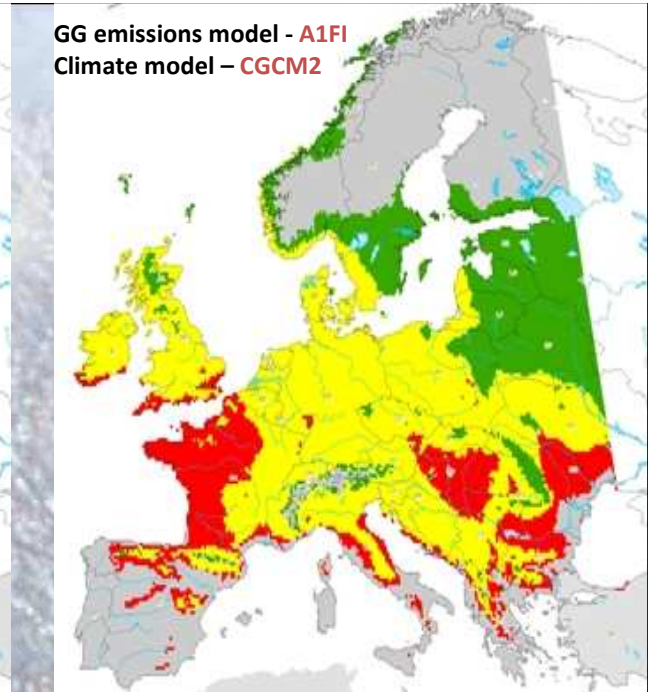 GG emissions model - A1FI
Climate model – CGCM2